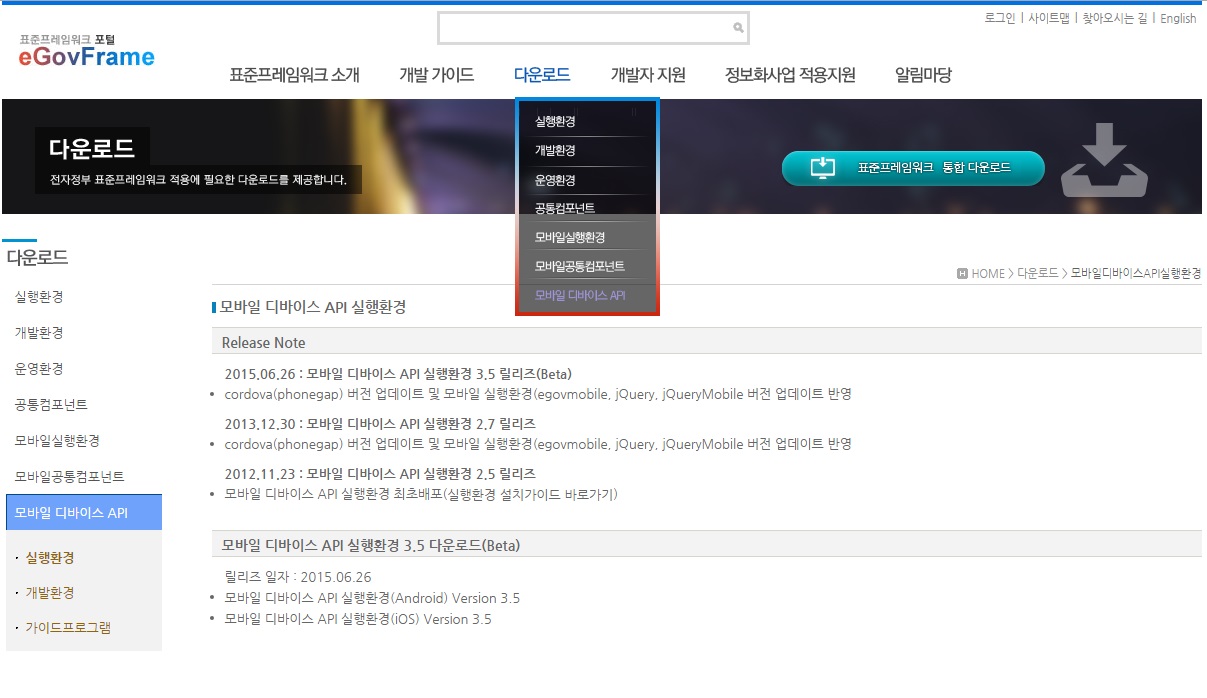 로그인 | 사이트맵 | 찾아오시는 길 | English
표준프레임워크 포털
eGovFrame
표준프레임워크 소개 개발 가이드 다운로드 개발자 지원 정보화사업 적용지원 알림마당
다운로드
전자정부 표준프레임워크 적용에 필요한 다운로드를 제공합니다.
실행환경
개발환경
운영환경
공통컴포넌트
모바일실행환경
모바일공통컴포넌트
모바일 디바이스 API
표준프레임워크 통합 다운로드
다운로드
실행환경
개발환경
운영환경
공통컴포넌트
모바일실행환경
모바일공통컴포넌트
모바일 디바이스 API
· 실행환경
· 개발환경
· 가이드프로그램
H HOME > 다운로드 > 모바일디바이스API실행환경
모바일 디바이스 API 실행환경
Release Note
2015.06.26 : 모바일 디바이스 API 실행환경 3.5 릴리즈(Beta)
• cordova(phonegap) 버전 업데이트 및 모바일 실행환경(egovmobile, jQuery, jQueryMobile 버전 업데이트 반영
2013.12.30 : 모바일 디바이스 API 실행환경 2.7 릴리즈
• cordova(phonegap) 버전 업데이트 및 모바일 실행환경(egovmobile, jQuery, jQueryMobile 버전 업데이트 반영
2012.11.23 : 모바일 디바이스 API 실행환경 2.5 릴리즈
• 모바일 디바이스 API 실행환경 최초배포(실행환경 설치가이드 바로가기)
모바일 디바이스 API 실행환경 3.5 다운로드(Beta)
릴리즈 일자 : 2015.06.26
• 모바일 디바이스 API 실행환경(Android) Version 3.5
• 모바일 디바이스 API 실행환경(iOS) Version 3.5